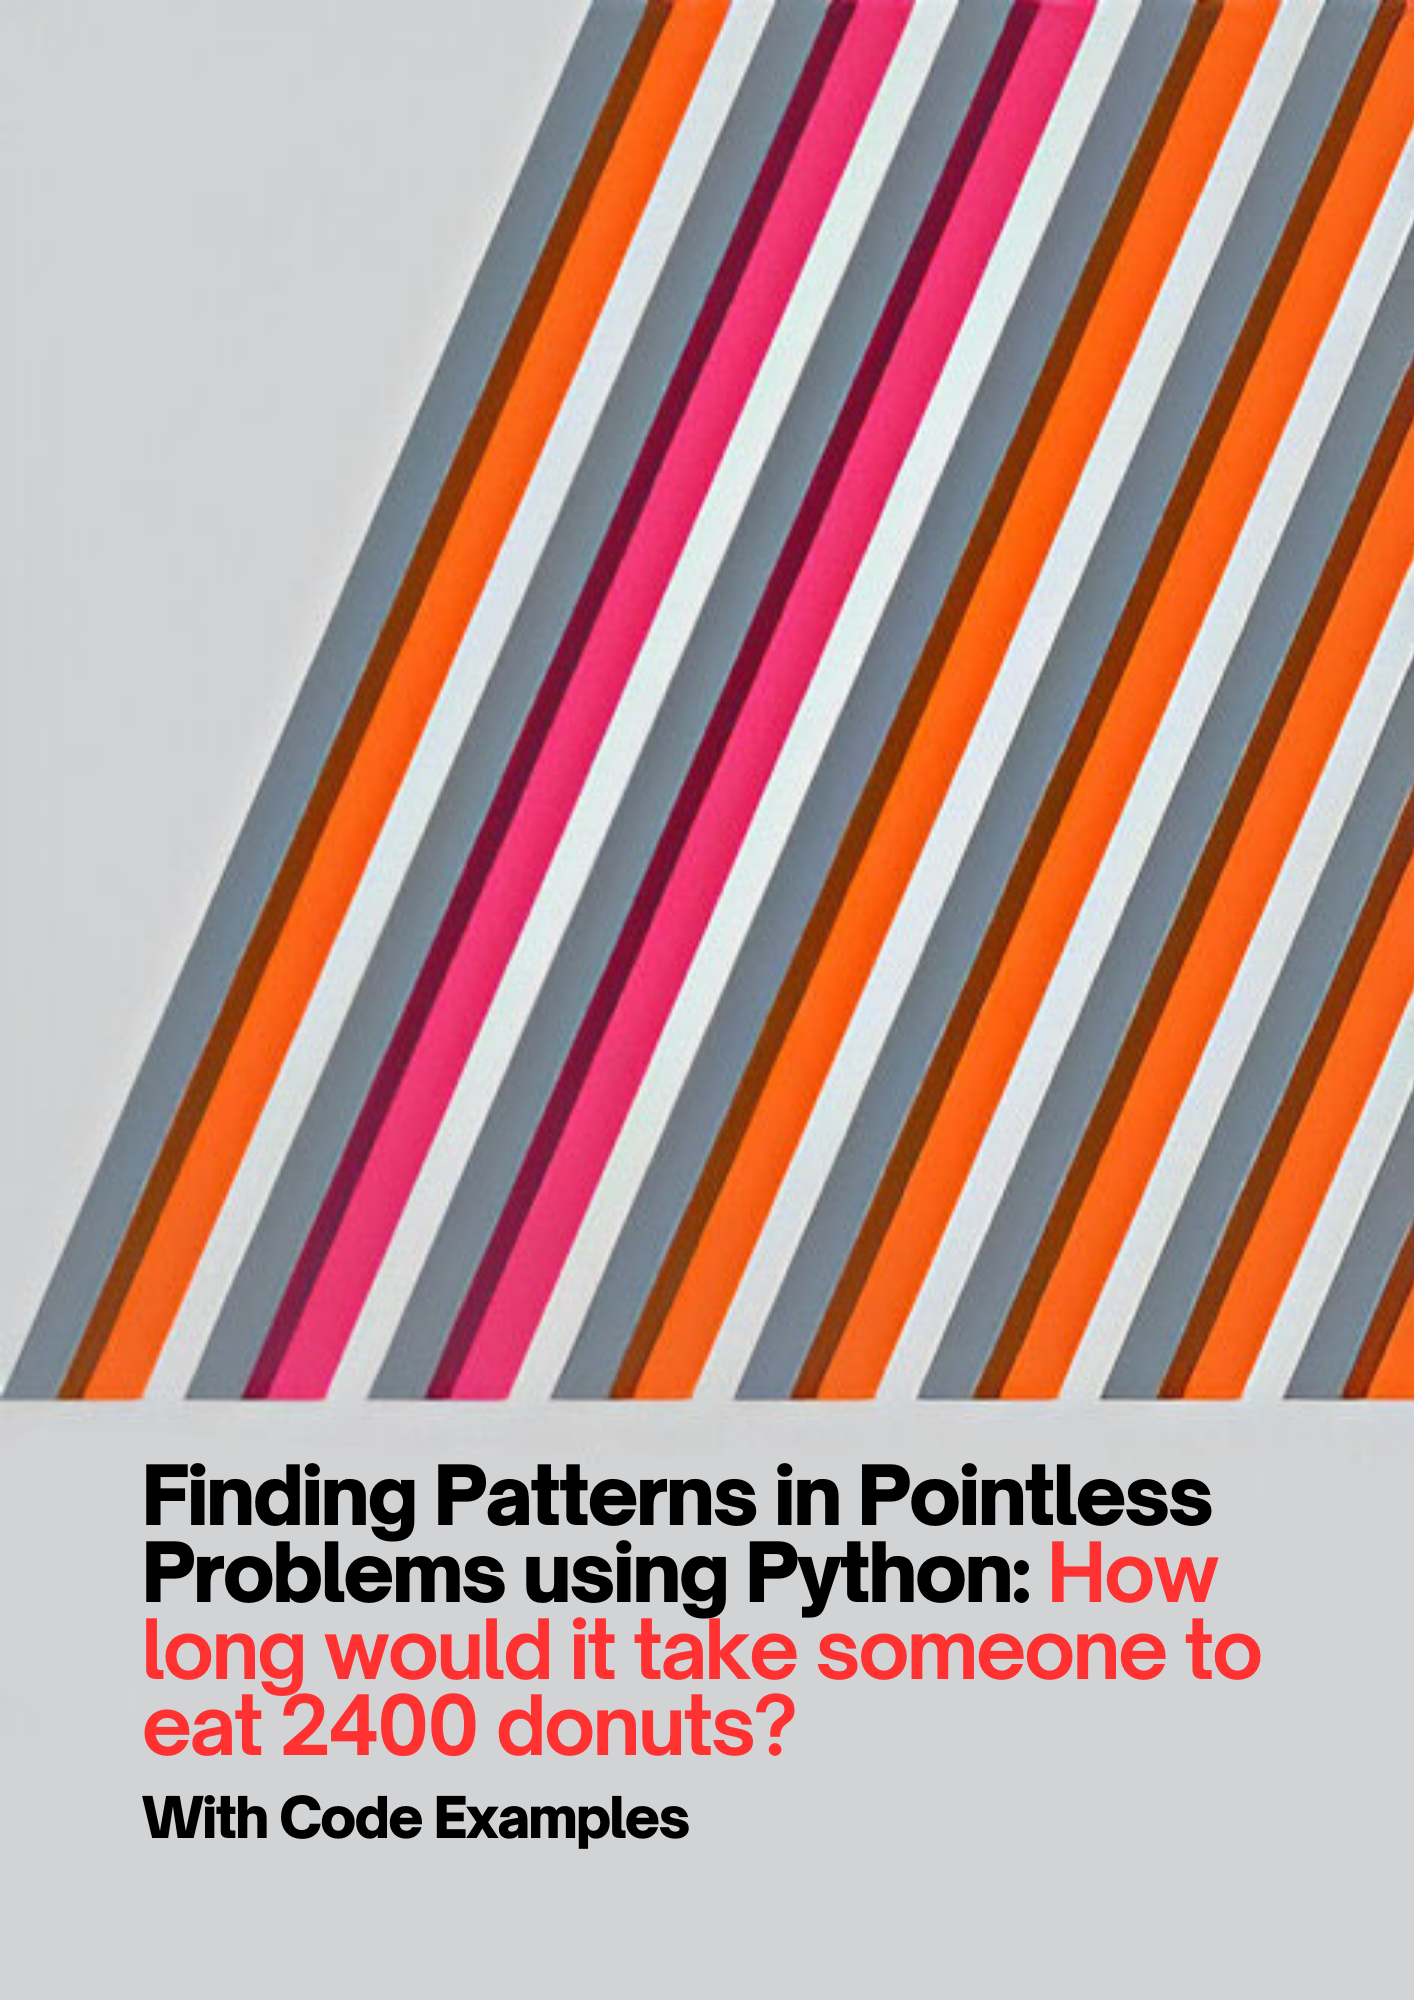 Finding Patterns in Pointless
Problems using Python: How
long would it take someone to
eat 2400 donuts?
With Code Examples